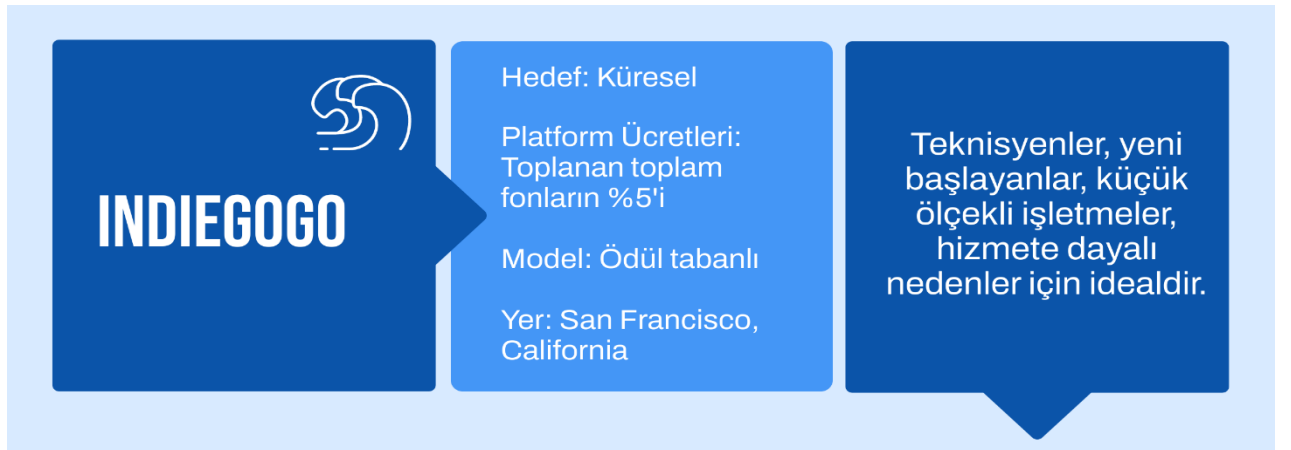 INDIEGOGO
Hedef: Küresel
Platform Ücretleri:
Toplanan toplam
fonların %5'i
Model: Ödül tabanlı
Yer: San Francisco,
California
Teknisyenler, yeni
başlayanlar, küçük
ölçekli işletmeler,
hizmete dayalı
nedenler için idealdir.